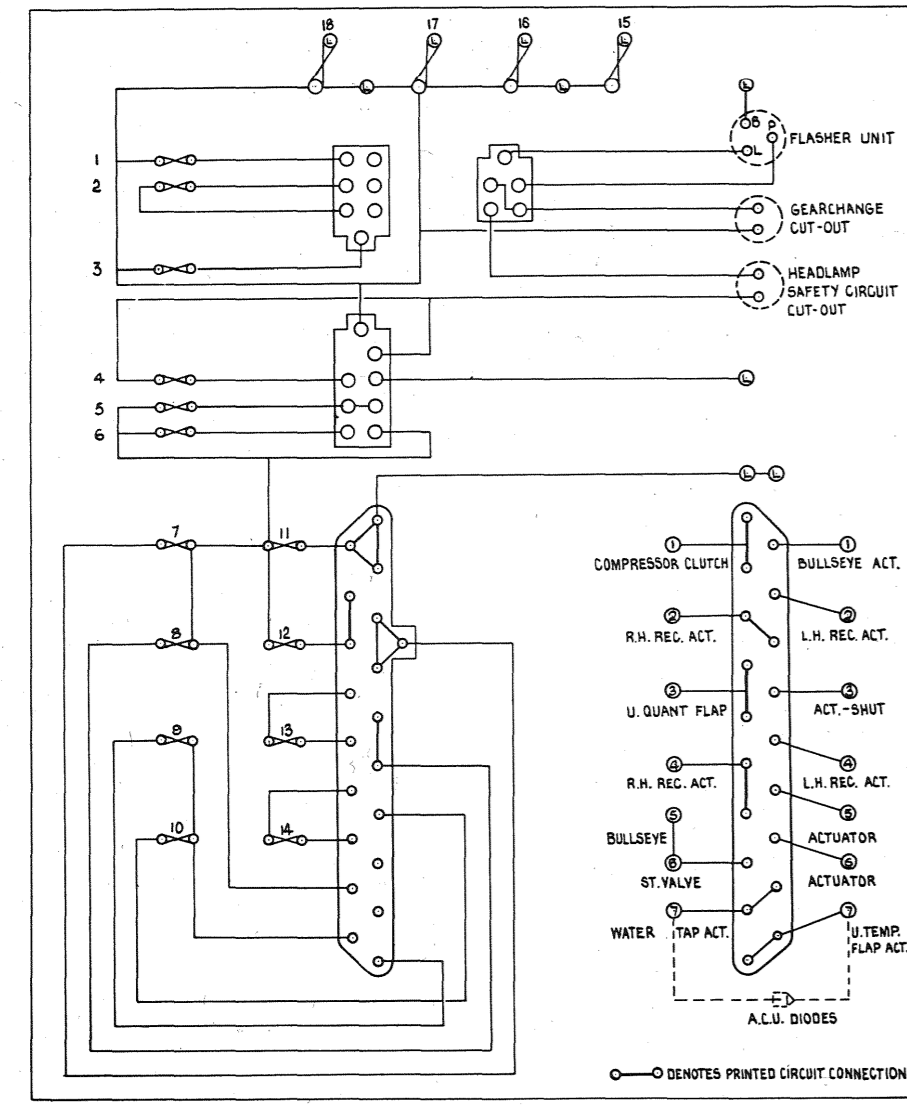 18 17 16 15
E E E E
E E
E
B P
L
FLASHER UNIT
1
2
GEARCHANGE
CUT-OUT
3
HEADLAMP
SAFETY CIRCUIT
CUT-OUT
4 E
5
6
E E
7 11
1 1
COMPRESSOR CLUTCH BULLSEYE ACT.
8 12
2 2
R.H. REC. ACT. L.H. REC. ACT.
3 3
U. QUANT FLAP ACT.-SHUT
9 13
4 4
R.H. REC. ACT. L.H. REC. ACT.
10 14
5 5
BULLSEYE ACTUATOR
6 6
ST. VALVE ACTUATOR
7 7
WATER TAP ACT. U. TEMP.
FLAP ACT.
A.C.U. DIODES
DENOTES PRINTED CIRCUIT CONNECTION